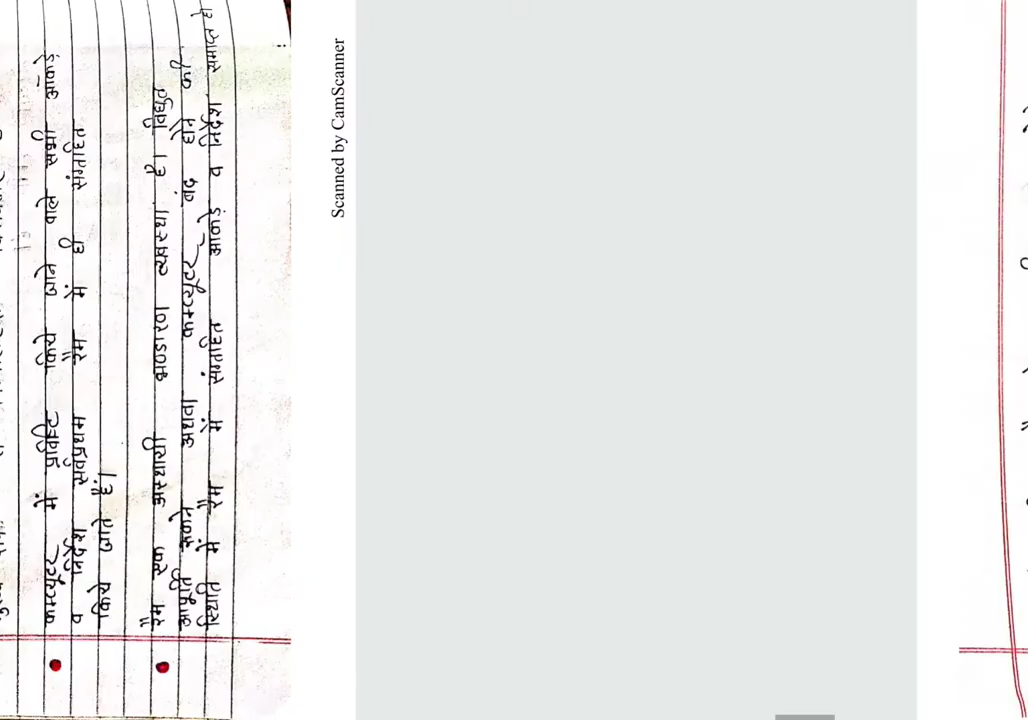 कम्प्यूटर में प्रविष्टि किये जाने वाले सभी आंकड़े
व निर्देश सर्वप्रथम रैम में ही संग्रहित
किये जाते हैं।
रैम एक अस्थायी भण्डारण व्यवस्था है। विद्युत
आपूर्ति रूकने अथवा कम्प्यूटर बंद होने की
स्थिति में रैम में संग्रहित आंकड़े व निर्देश समाप्त हो
Scanned by CamScanner